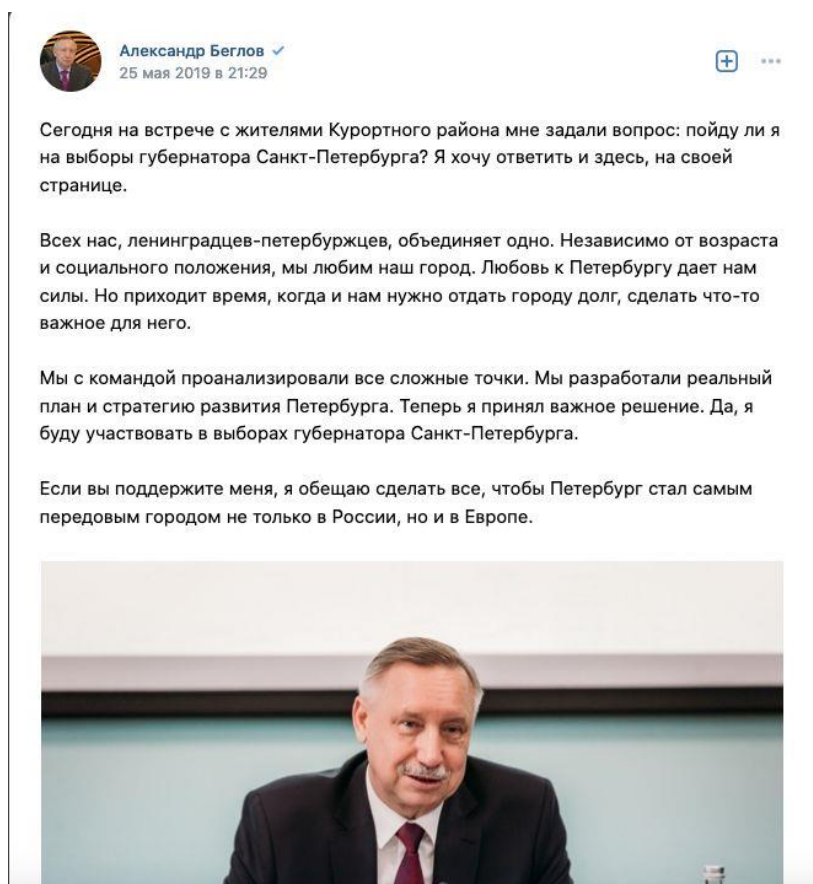 Александр Беглов
25 мая 2019 в 21:29
Сегодня на встрече с жителями Курортного района мне задали вопрос: пойду ли я
на выборы губернатора Санкт-Петербурга? Я хочу ответить и здесь, на своей
странице.
Всех нас, ленинградцев-петербуржцев, объединяет одно. Независимо от возраста
и социального положения, мы любим наш город. Любовь к Петербургу дает нам
силы. Но приходит время, когда и нам нужно отдать городу долг, сделать что-то
важное для него.
Мы с командой проанализировали все сложные точки. Мы разработали реальный
план и стратегию развития Петербурга. Теперь я принял важное решение. Да, я
буду участвовать в выборах губернатора Санкт-Петербурга.
Если вы поддержите меня, я обещаю сделать все, чтобы Петербург стал самым
передовым городом не только в России, но и в Европе.